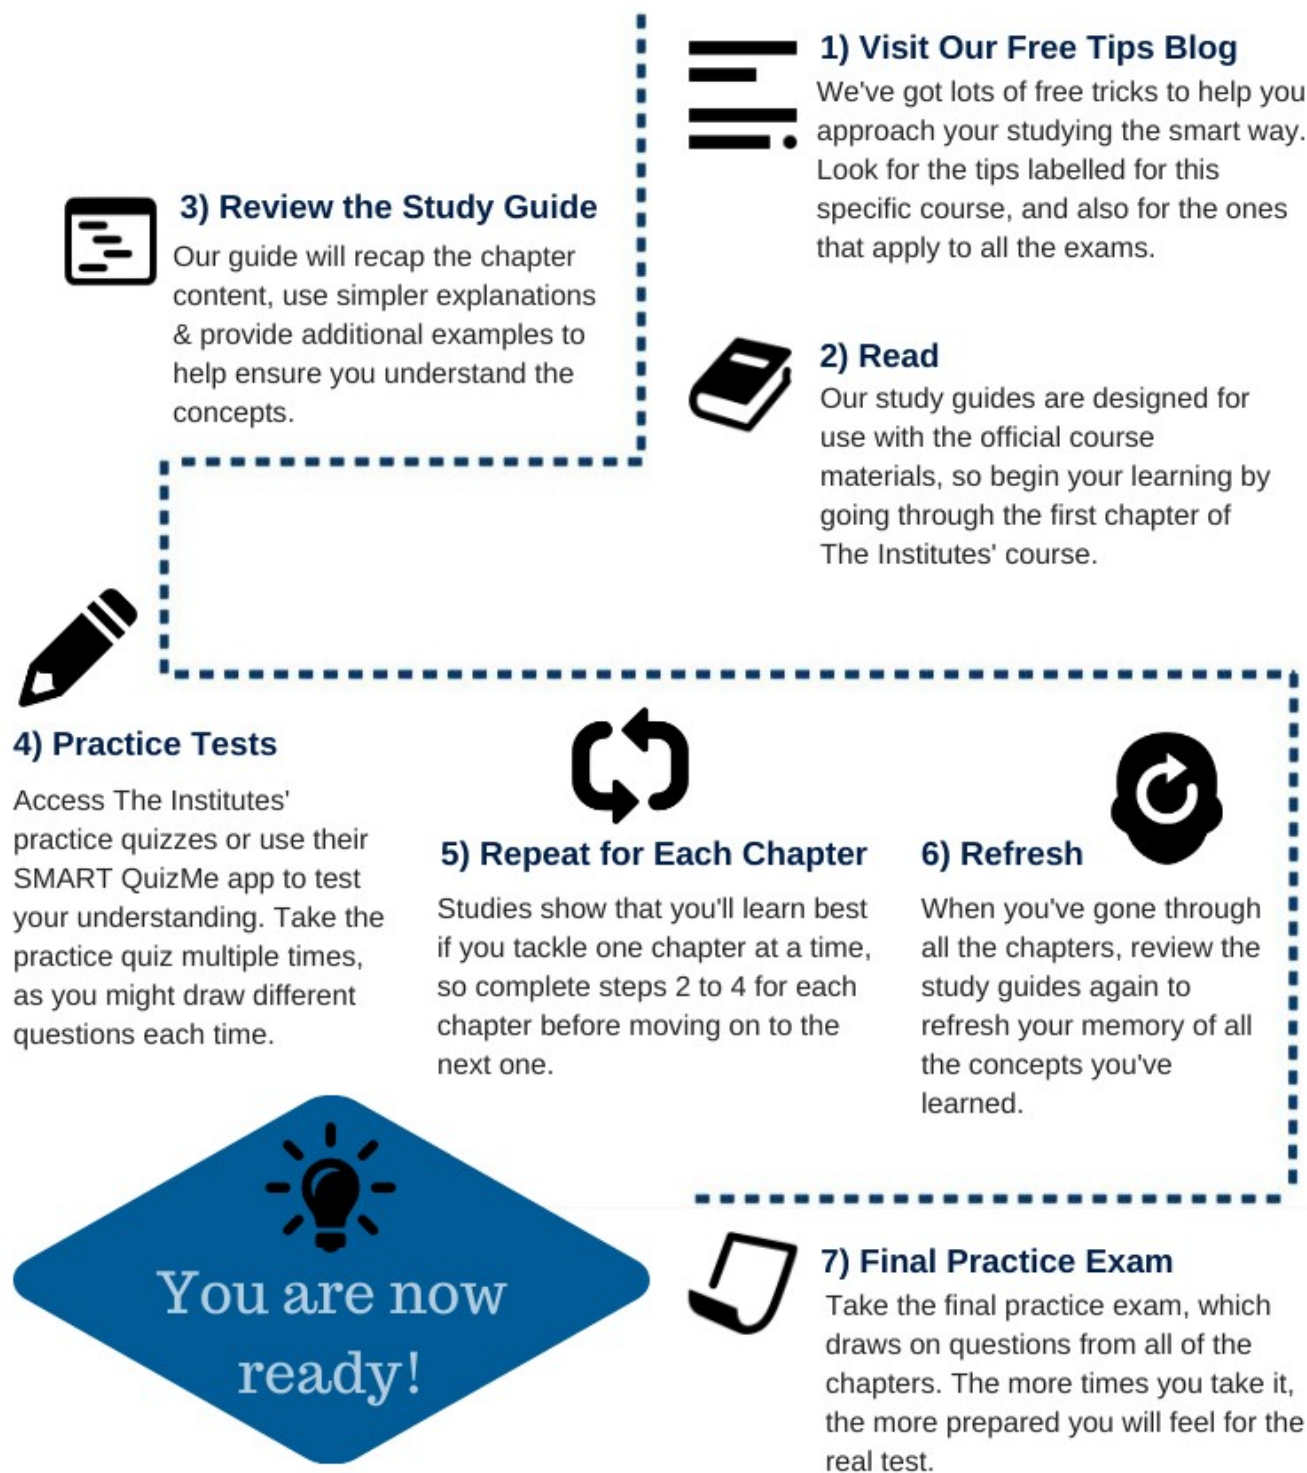 1) Visit Our Free Tips Blog
We've got lots of free tricks to help you
approach your studying the smart way.
Look for the tips labelled for this
specific course, and also for the ones
that apply to all the exams.
2) Read
Our study guides are designed for
use with the official course
materials, so begin your learning by
going through the first chapter of
The Institutes' course.
3) Review the Study Guide
Our guide will recap the chapter
content, use simpler explanations
& provide additional examples to
help ensure you understand the
concepts.
4) Practice Tests
Access The Institutes'
practice quizzes or use their
SMART QuizMe app to test
your understanding. Take the
practice quiz multiple times,
as you might draw different
questions each time.
5) Repeat for Each Chapter
Studies show that you'll learn best
if you tackle one chapter at a time,
so complete steps 2 to 4 for each
chapter before moving on to the
next one.
6) Refresh
When you've gone through
all the chapters, review the
study guides again to
refresh your memory of all
the concepts you've
learned.
7) Final Practice Exam
Take the final practice exam, which
draws on questions from all of the
chapters. The more times you take it,
the more prepared you will feel for the
real test.
You are now
ready!